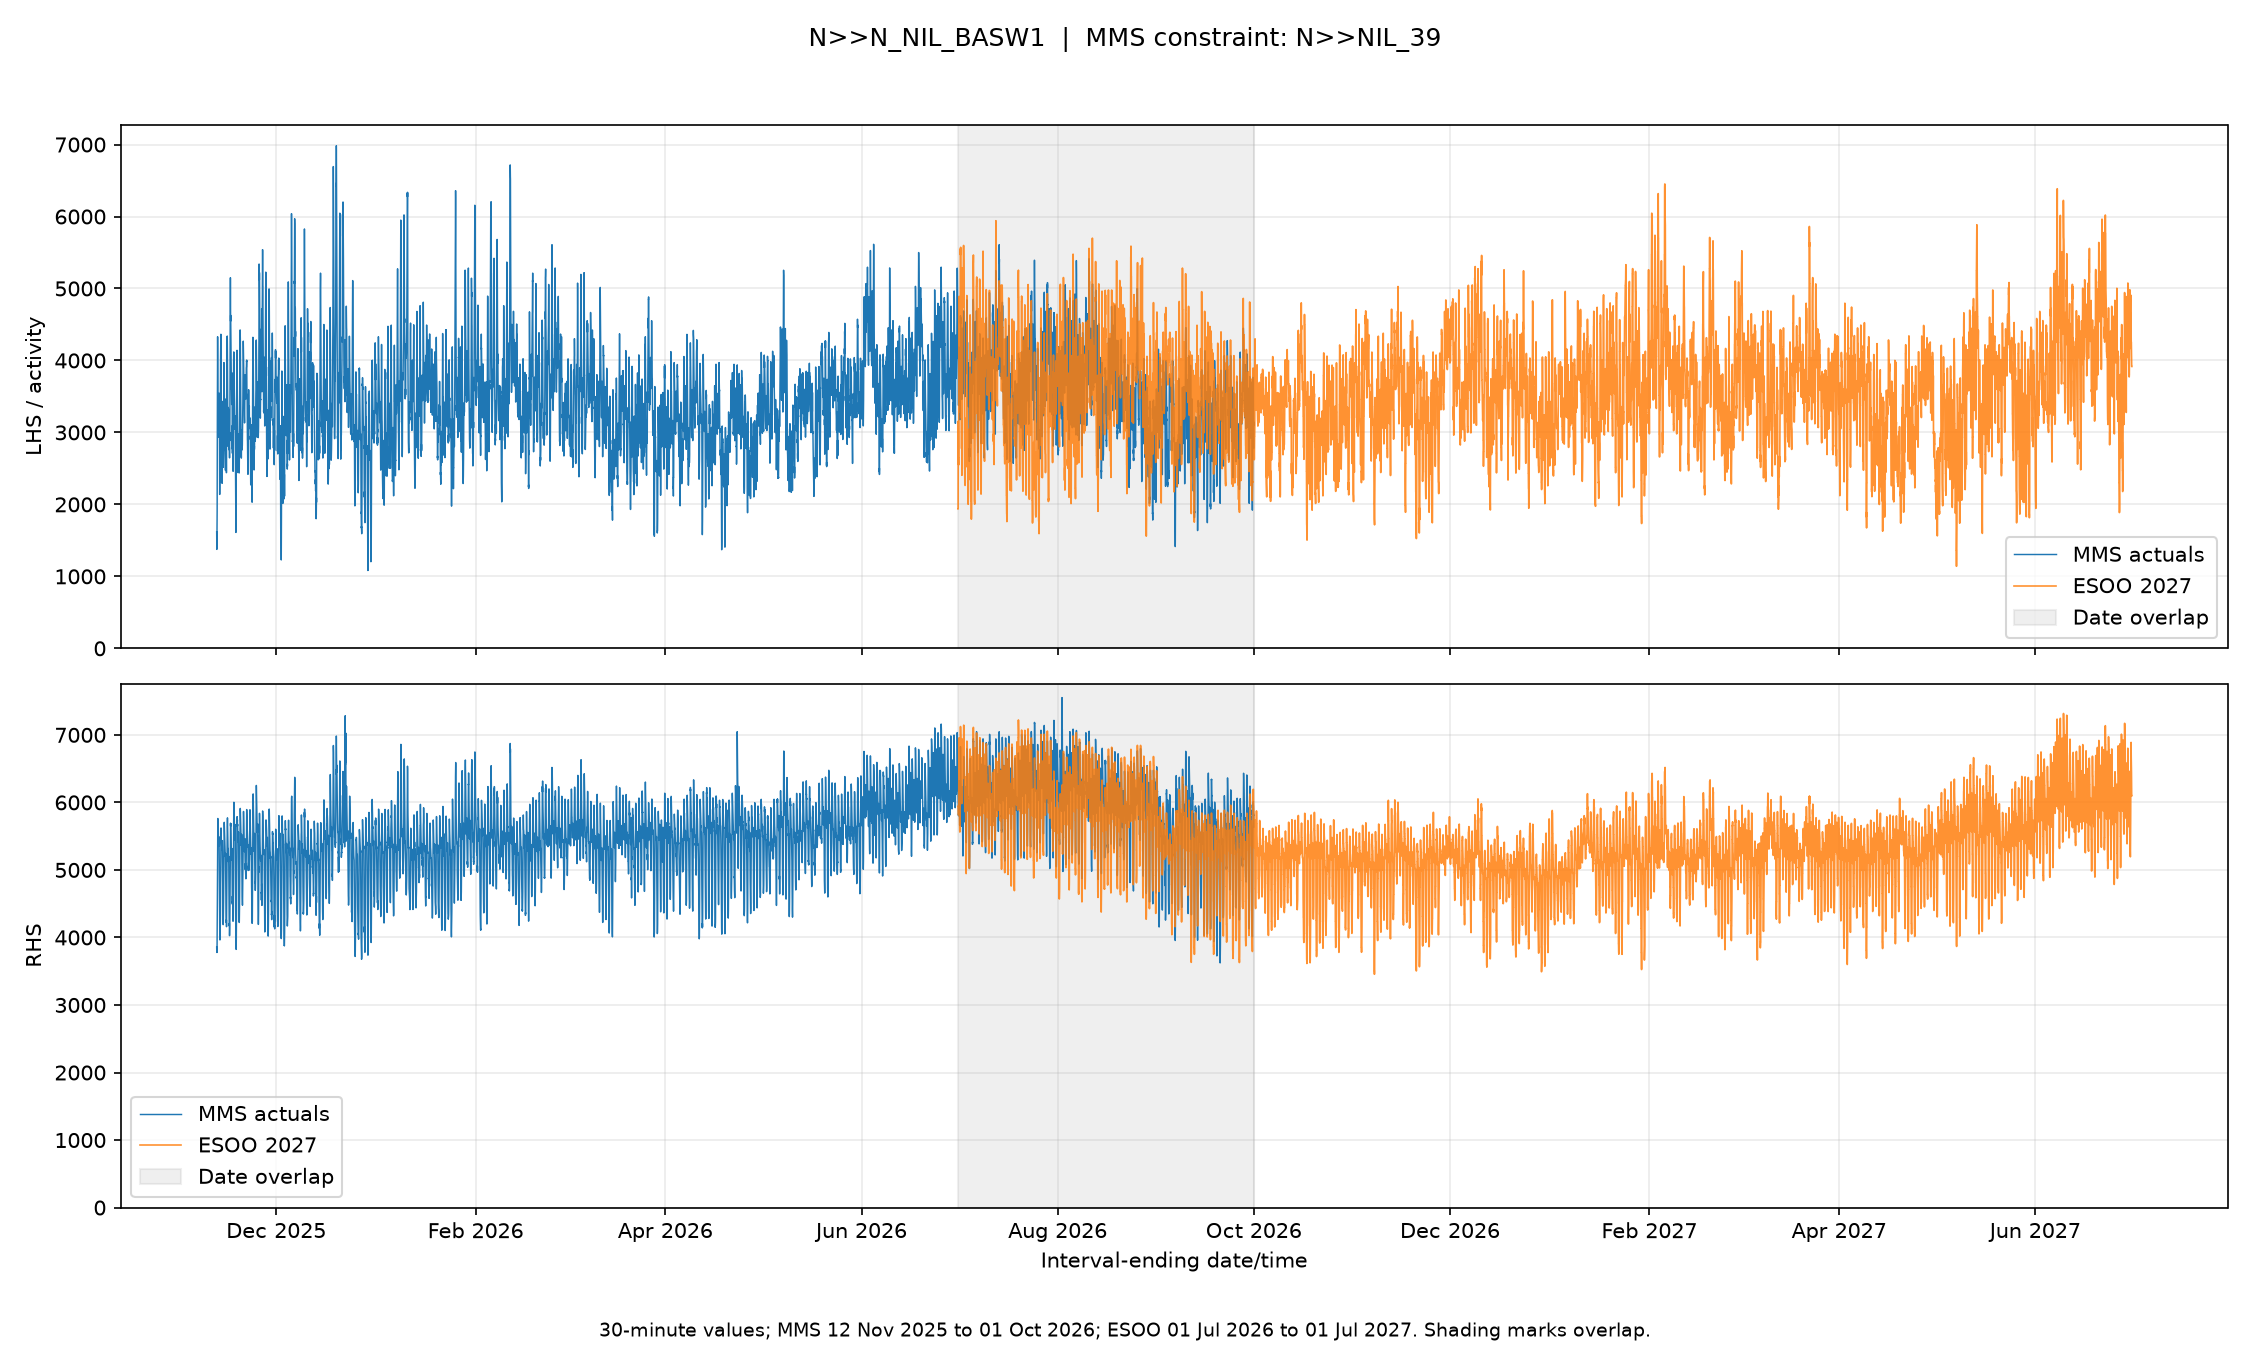 N>>N_NIL_BASW1 | MMS constraint: N>>NIL_39
7000
6000
5000
4000
3000
2000
1000
0
LHS / activity
MMS actuals
ESOO 2027
Date overlap
7000
6000
5000
4000
3000
2000
1000
0
RHS
MMS actuals
ESOO 2027
Date overlap
Dec 2025 Feb 2026 Apr 2026 Jun 2026 Aug 2026 Oct 2026 Dec 2026 Feb 2027 Apr 2027 Jun 2027
Interval-ending date/time
30-minute values; MMS 12 Nov 2025 to 01 Oct 2026; ESOO 01 Jul 2026 to 01 Jul 2027. Shading marks overlap.